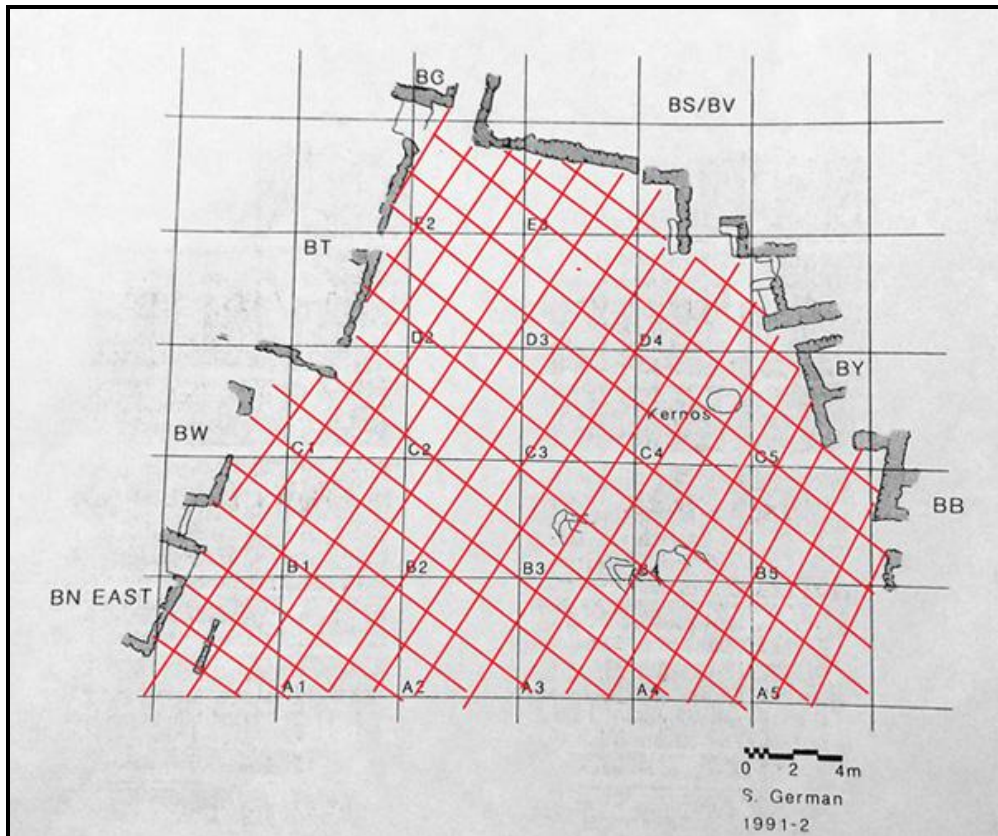 BC
BS/BV
E2
E3
BT
D2
D3
D4
BY
Kernos
BW
C1
C2
C3
C4
C5
BB
B1
B2
B3
B4
B5
BN EAST
A1
A2
A3
A4
A5
0 2 4m
S. German
1991-2